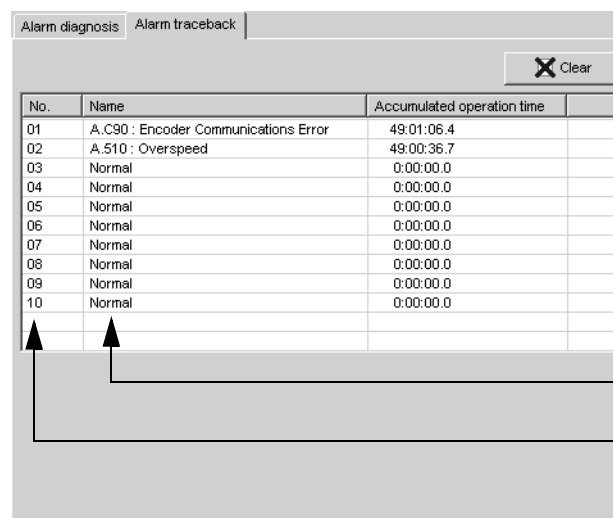 Alarm diagnosis Alarm traceback
Clear
No. Name Accumulated operation time
01 A.C90 : Encoder Communications Error 49:01:06.4
02 A.510 : Overspeed 49:00:36.7
03 Normal 0:00:00.0
04 Normal 0:00:00.0
05 Normal 0:00:00.0
06 Normal 0:00:00.0
07 Normal 0:00:00.0
08 Normal 0:00:00.0
09 Normal 0:00:00.0
10 Normal 0:00:00.0